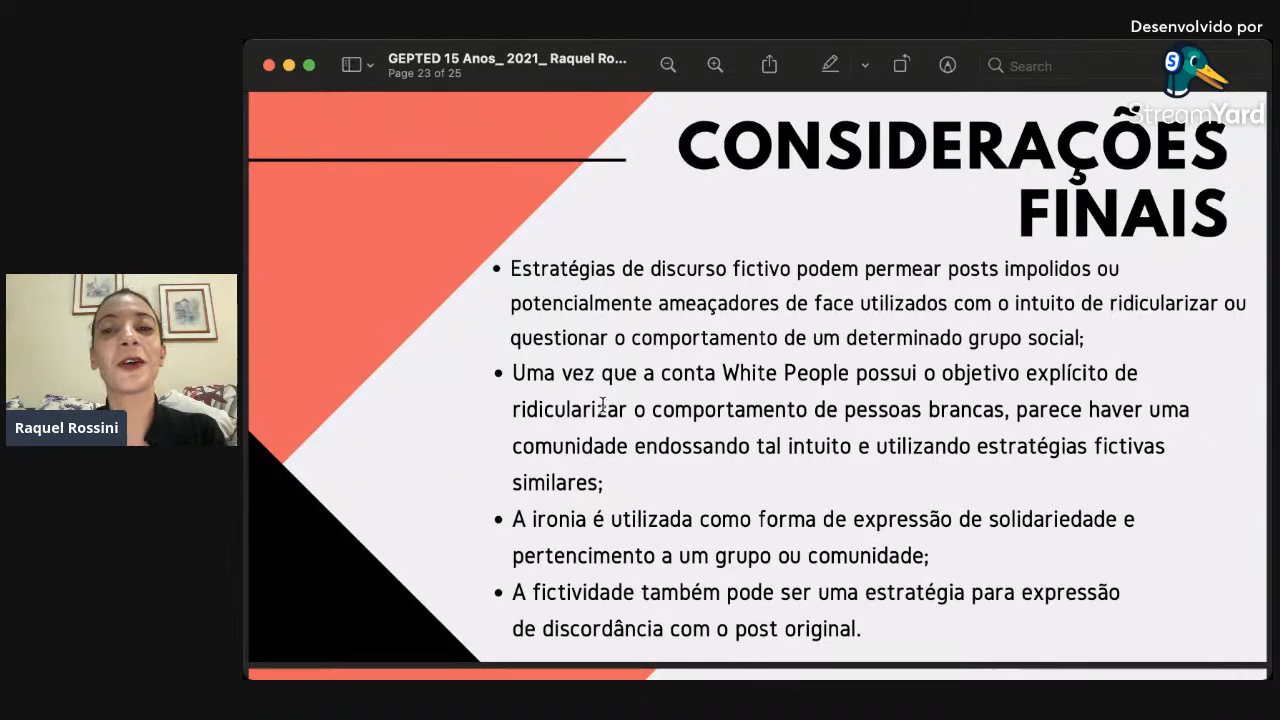 Desenvolvido por
StreamYard
GEPTED 15 Anos_ 2021_ Raquel Ro...
Page 23 of 25
Search
CONSIDERAÇÕES
FINAIS
• Estratégias de discurso fictivo podem permear posts impolidos ou
potencialmente ameaçadores de face utilizados com o intuito de ridicularizar ou
questionar o comportamento de um determinado grupo social;
• Uma vez que a conta White People possui o objetivo explícito de
ridicularizar o comportamento de pessoas brancas, parece haver uma
comunidade endossando tal intuito e utilizando estratégias fictivas
similares;
• A ironia é utilizada como forma de expressão de solidariedade e
pertencimento a um grupo ou comunidade;
• A fictividade também pode ser uma estratégia para expressão
de discordância com o post original.
Raquel Rossini